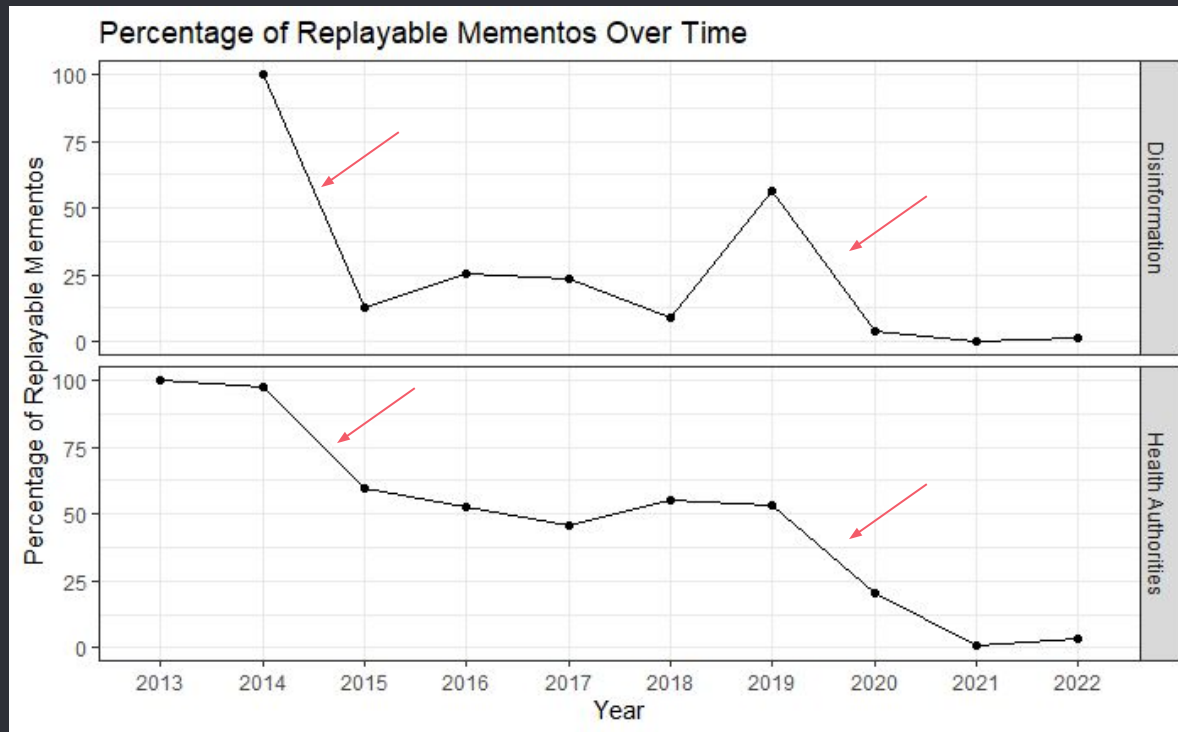 Percentage of Replayable Mementos Over Time
Percentage of Replayable Mementos
100
75
50
25
0
Disinformation
100
75
50
25
0
Health Authorities
2013 2014 2015 2016 2017 2018 2019 2020 2021 2022
Year